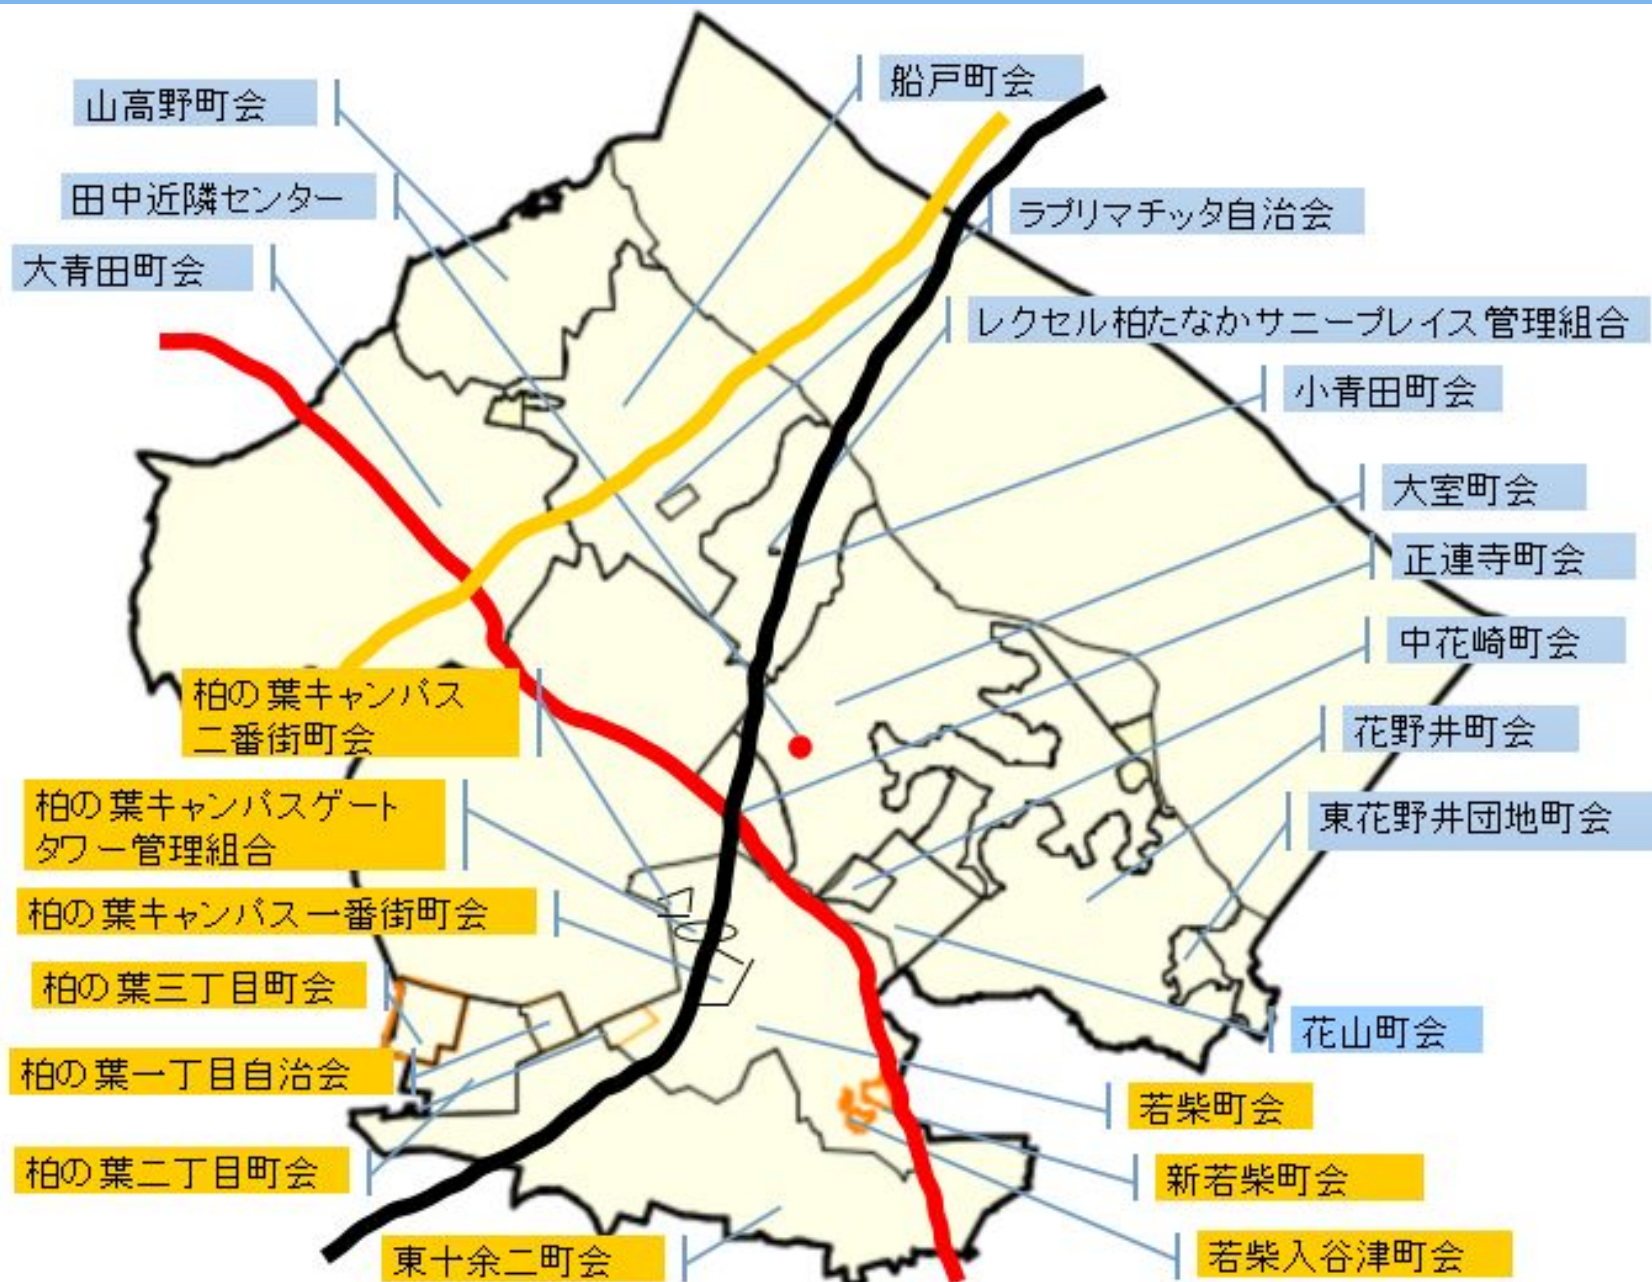 山高野町会
船戸町会
田中近隣センター
ラプリマチッタ自治会
大青田町会
レクセル柏たなかサニープレイス管理組合
小青田町会
大室町会
正連寺町会
中花崎町会
柏の葉キャンパス
二番街町会
花野井町会
柏の葉キャンパスゲート
タワー管理組合
東花野井団地町会
柏の葉キャンパス一番街町会
柏の葉三丁目町会
花山町会
柏の葉一丁目自治会
若柴町会
柏の葉二丁目町会
新若柴町会
東十余二町会
若柴入谷津町会